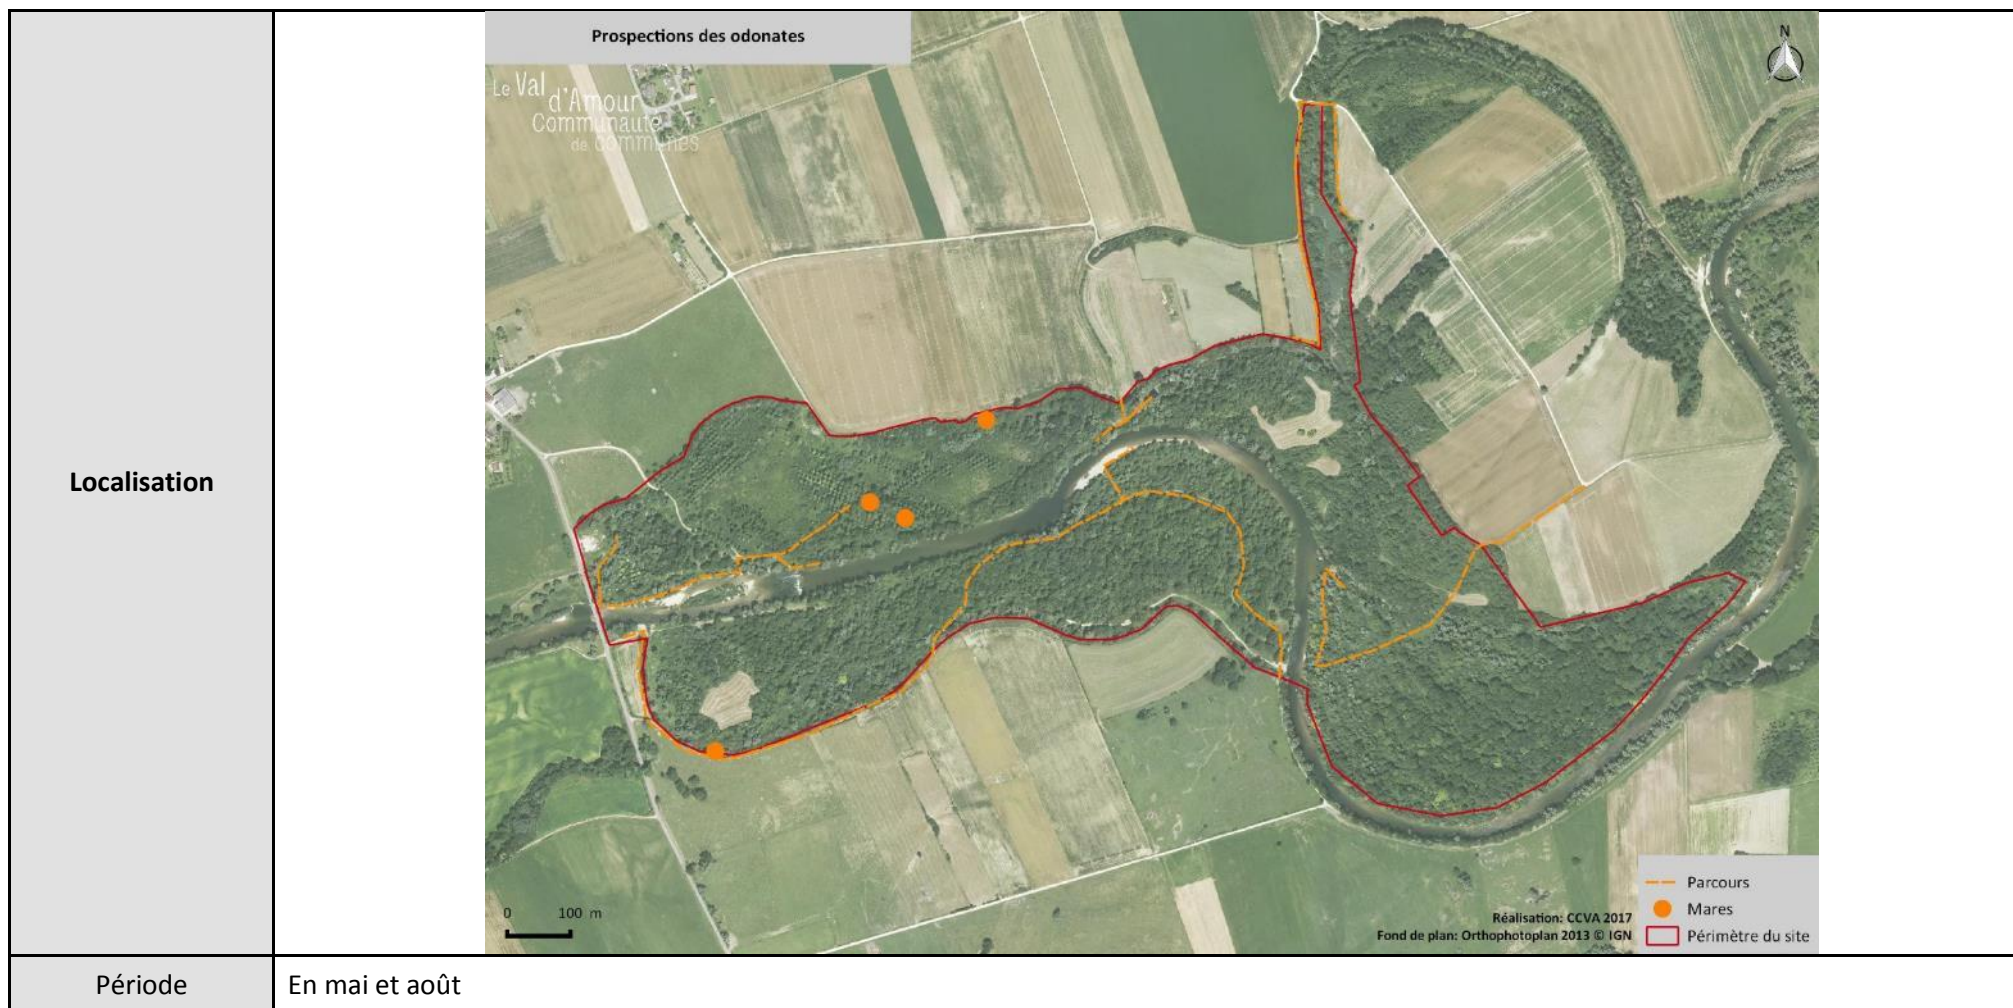 Localisation
Prospections des odonates
Le Val
d'Amour
Communauté
de communes
N
0 100 m
Réalisation: CCVA 2017
Fond de plan: Orthophotoplan 2013 © IGN
Parcours
Mares
Périmètre du site
Période
En mai et août